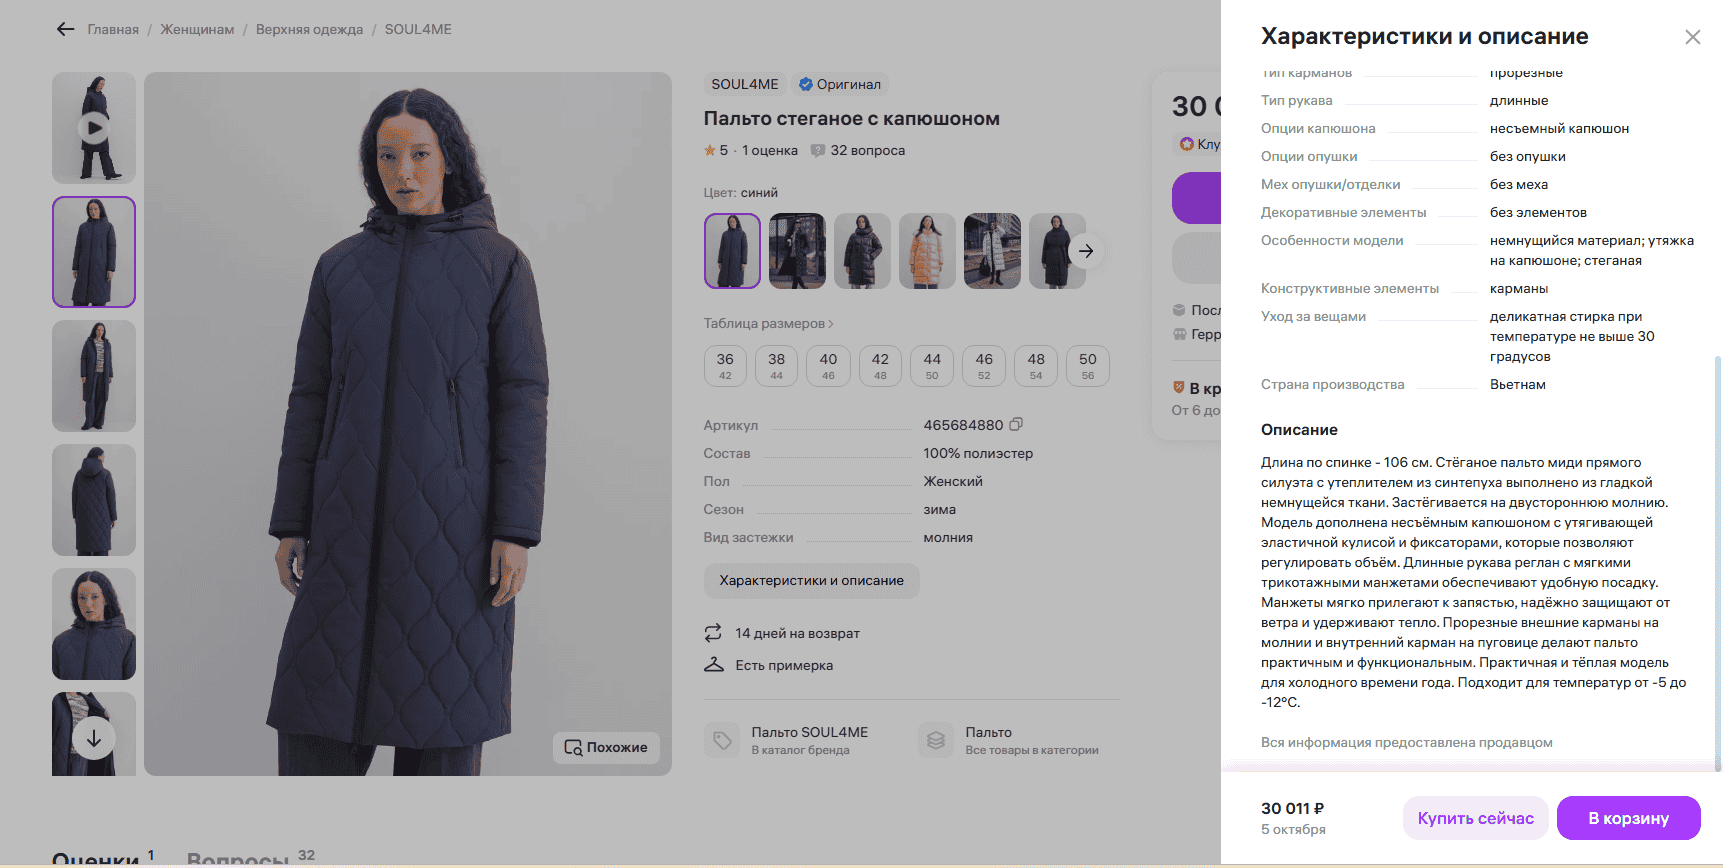 Главная / Женщинам / Верхняя одежда / SOUL4ME
SOUL4ME Оригинал
Пальто стеганое с капюшоном
5 · 1 оценка 32 вопроса
Цвет: синий
Таблица размеров
36 38 40 42 44 46 48 50
42 44 46 48 50 52 54 56
Артикул 465684880
Состав 100% полиэстер
Пол Женский
Сезон зима
Вид застежки молния
Характеристики и описание
14 дней на возврат
Есть примерка
Пальто SOUL4ME
В каталог бренда
Пальто
Все товары в категории
Похожие
Оценки 1 Вопросы 32
30 0
Клу
Посл
Герр
В кр
От 6 до
Характеристики и описание
Тип карманов прорезные
Тип рукава длинные
Опции капюшона несъемный капюшон
Опции опушки без опушки
Мех опушки/отделки без меха
Декоративные элементы без элементов
Особенности модели немнущийся материал; утяжка
на капюшоне; стеганая
Конструктивные элементы карманы
Уход за вещами деликатная стирка при
температуре не выше 30
градусов
Страна производства Вьетнам
Описание
Длина по спинке - 106 см. Стёганое пальто миди прямого
силуэта с утеплителем из синтепуха выполнено из гладкой
немнущейся ткани. Застёгивается на двустороннюю молнию.
Модель дополнена несъёмным капюшоном с утягивающей
эластичной кулисой и фиксаторами, которые позволяют
регулировать объём. Длинные рукава реглан с мягкими
трикотажными манжетами обеспечивают удобную посадку.
Манжеты мягко прилегают к запястью, надёжно защищают от
ветра и удерживают тепло. Прорезные внешние карманы на
молнии и внутренний карман на пуговице делают пальто
практичным и функциональным. Практичная и тёплая модель
для холодного времени года. Подходит для температур от -5 до
-12°С.
Вся информация предоставлена продавцом
30 011 ₽
5 октября
Купить сейчас
В корзину